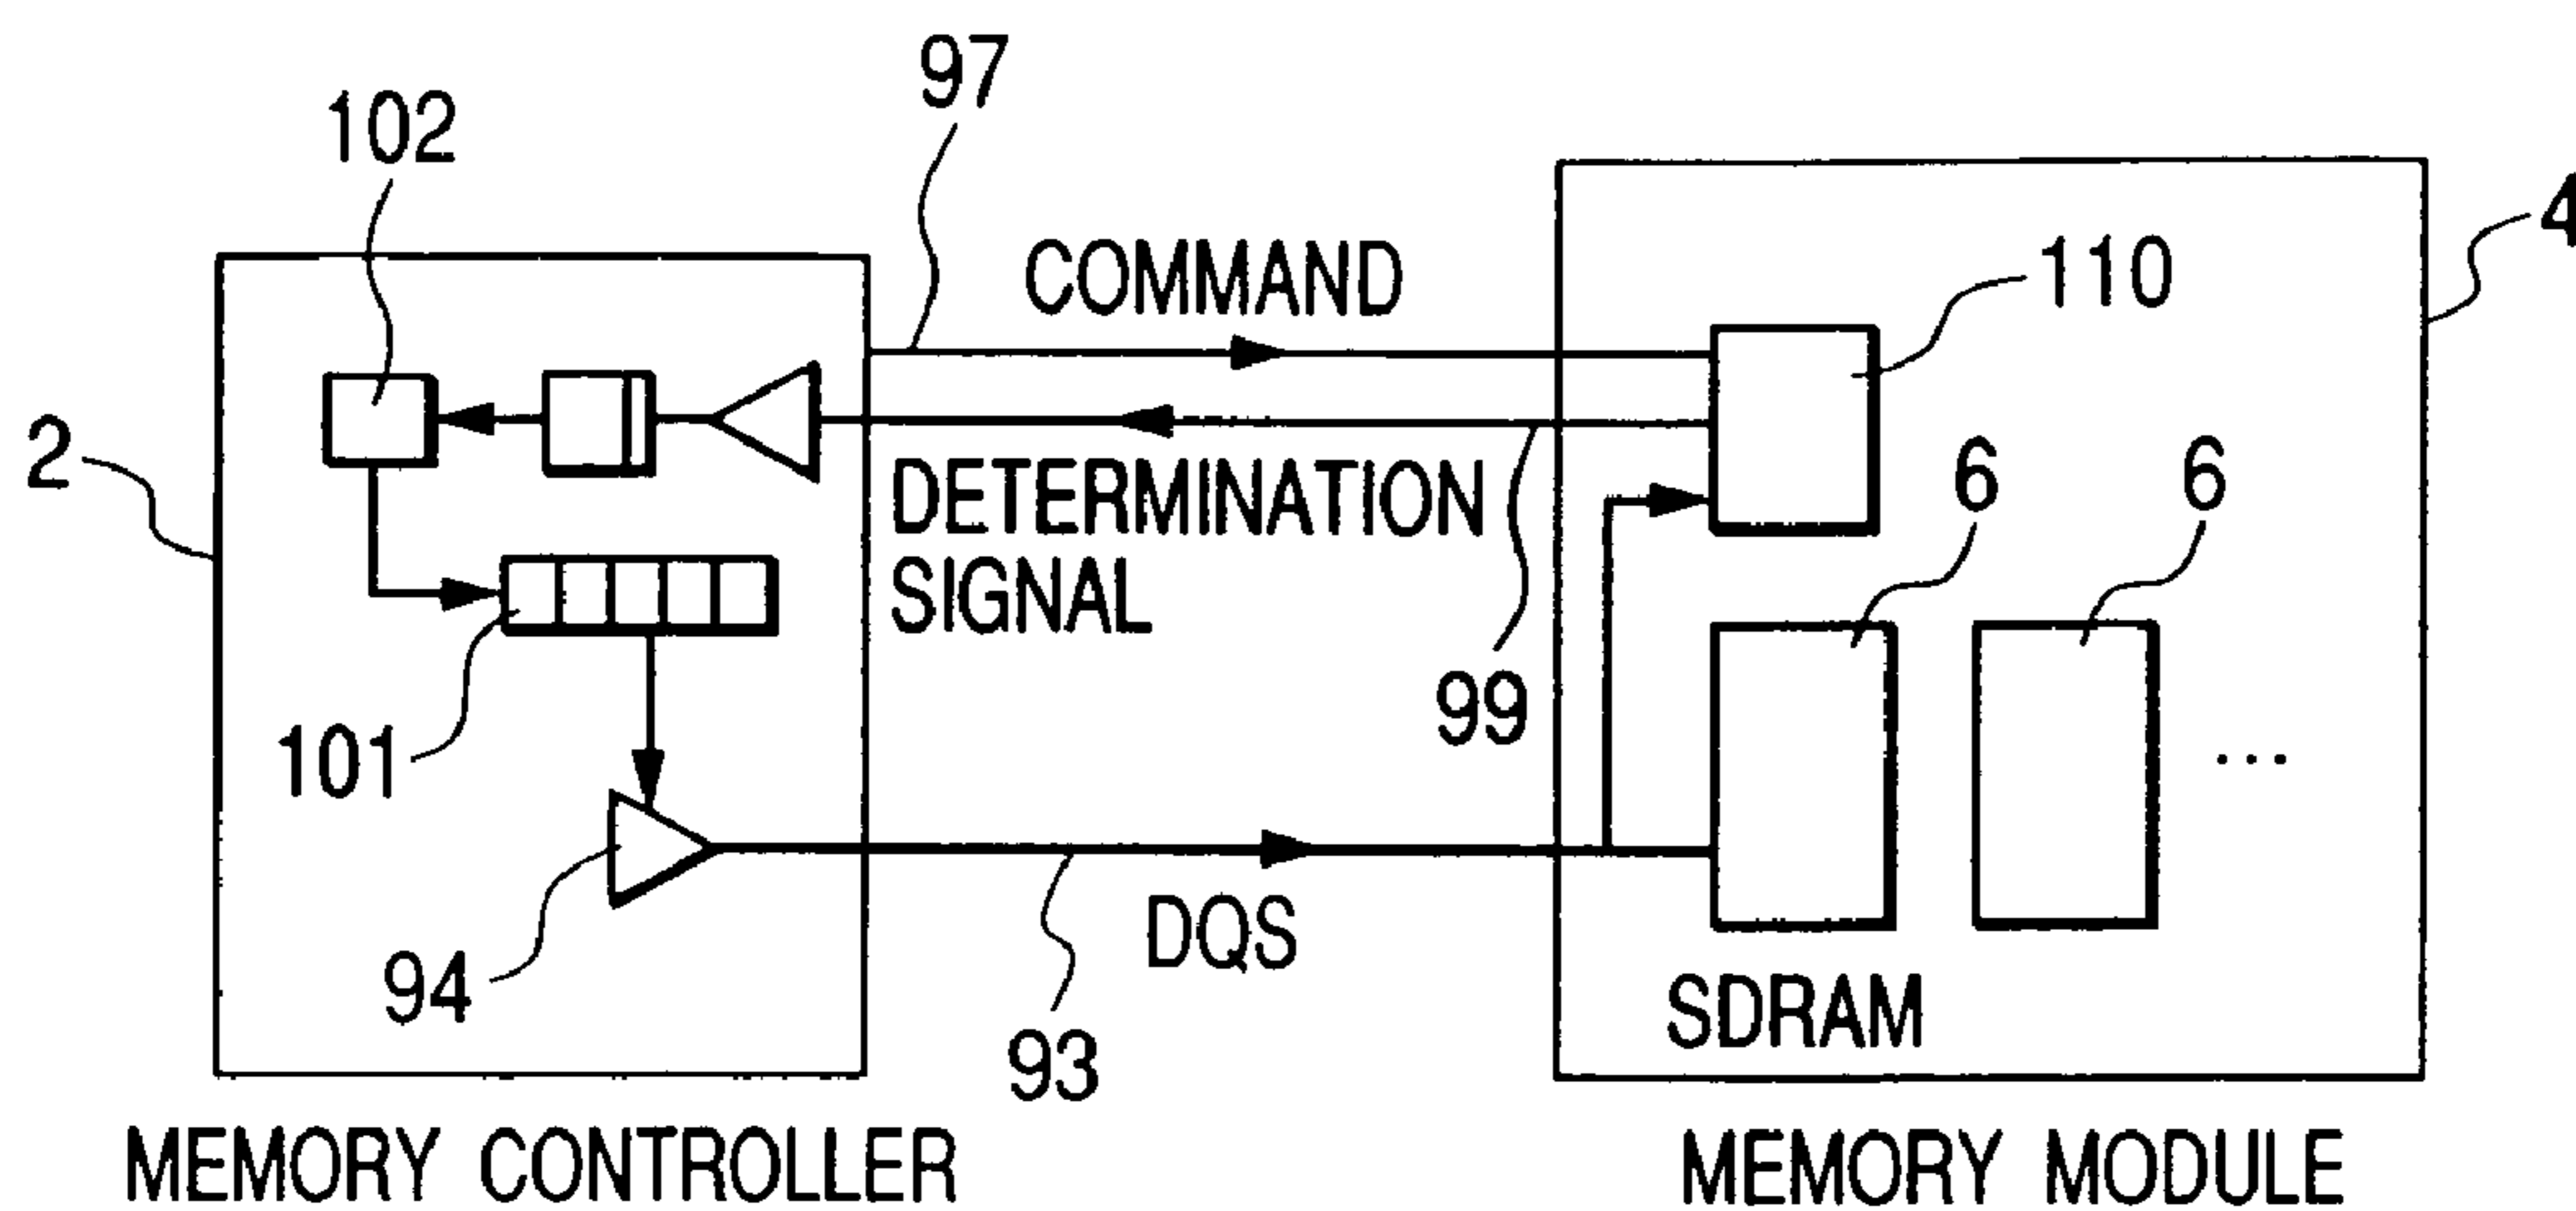 97
102
COMMAND
4
110
2
DETERMINATION
SIGNAL
6
6
99
101
94
DQS
93
SDRAM
MEMORY CONTROLLER
MEMORY MODULE
...